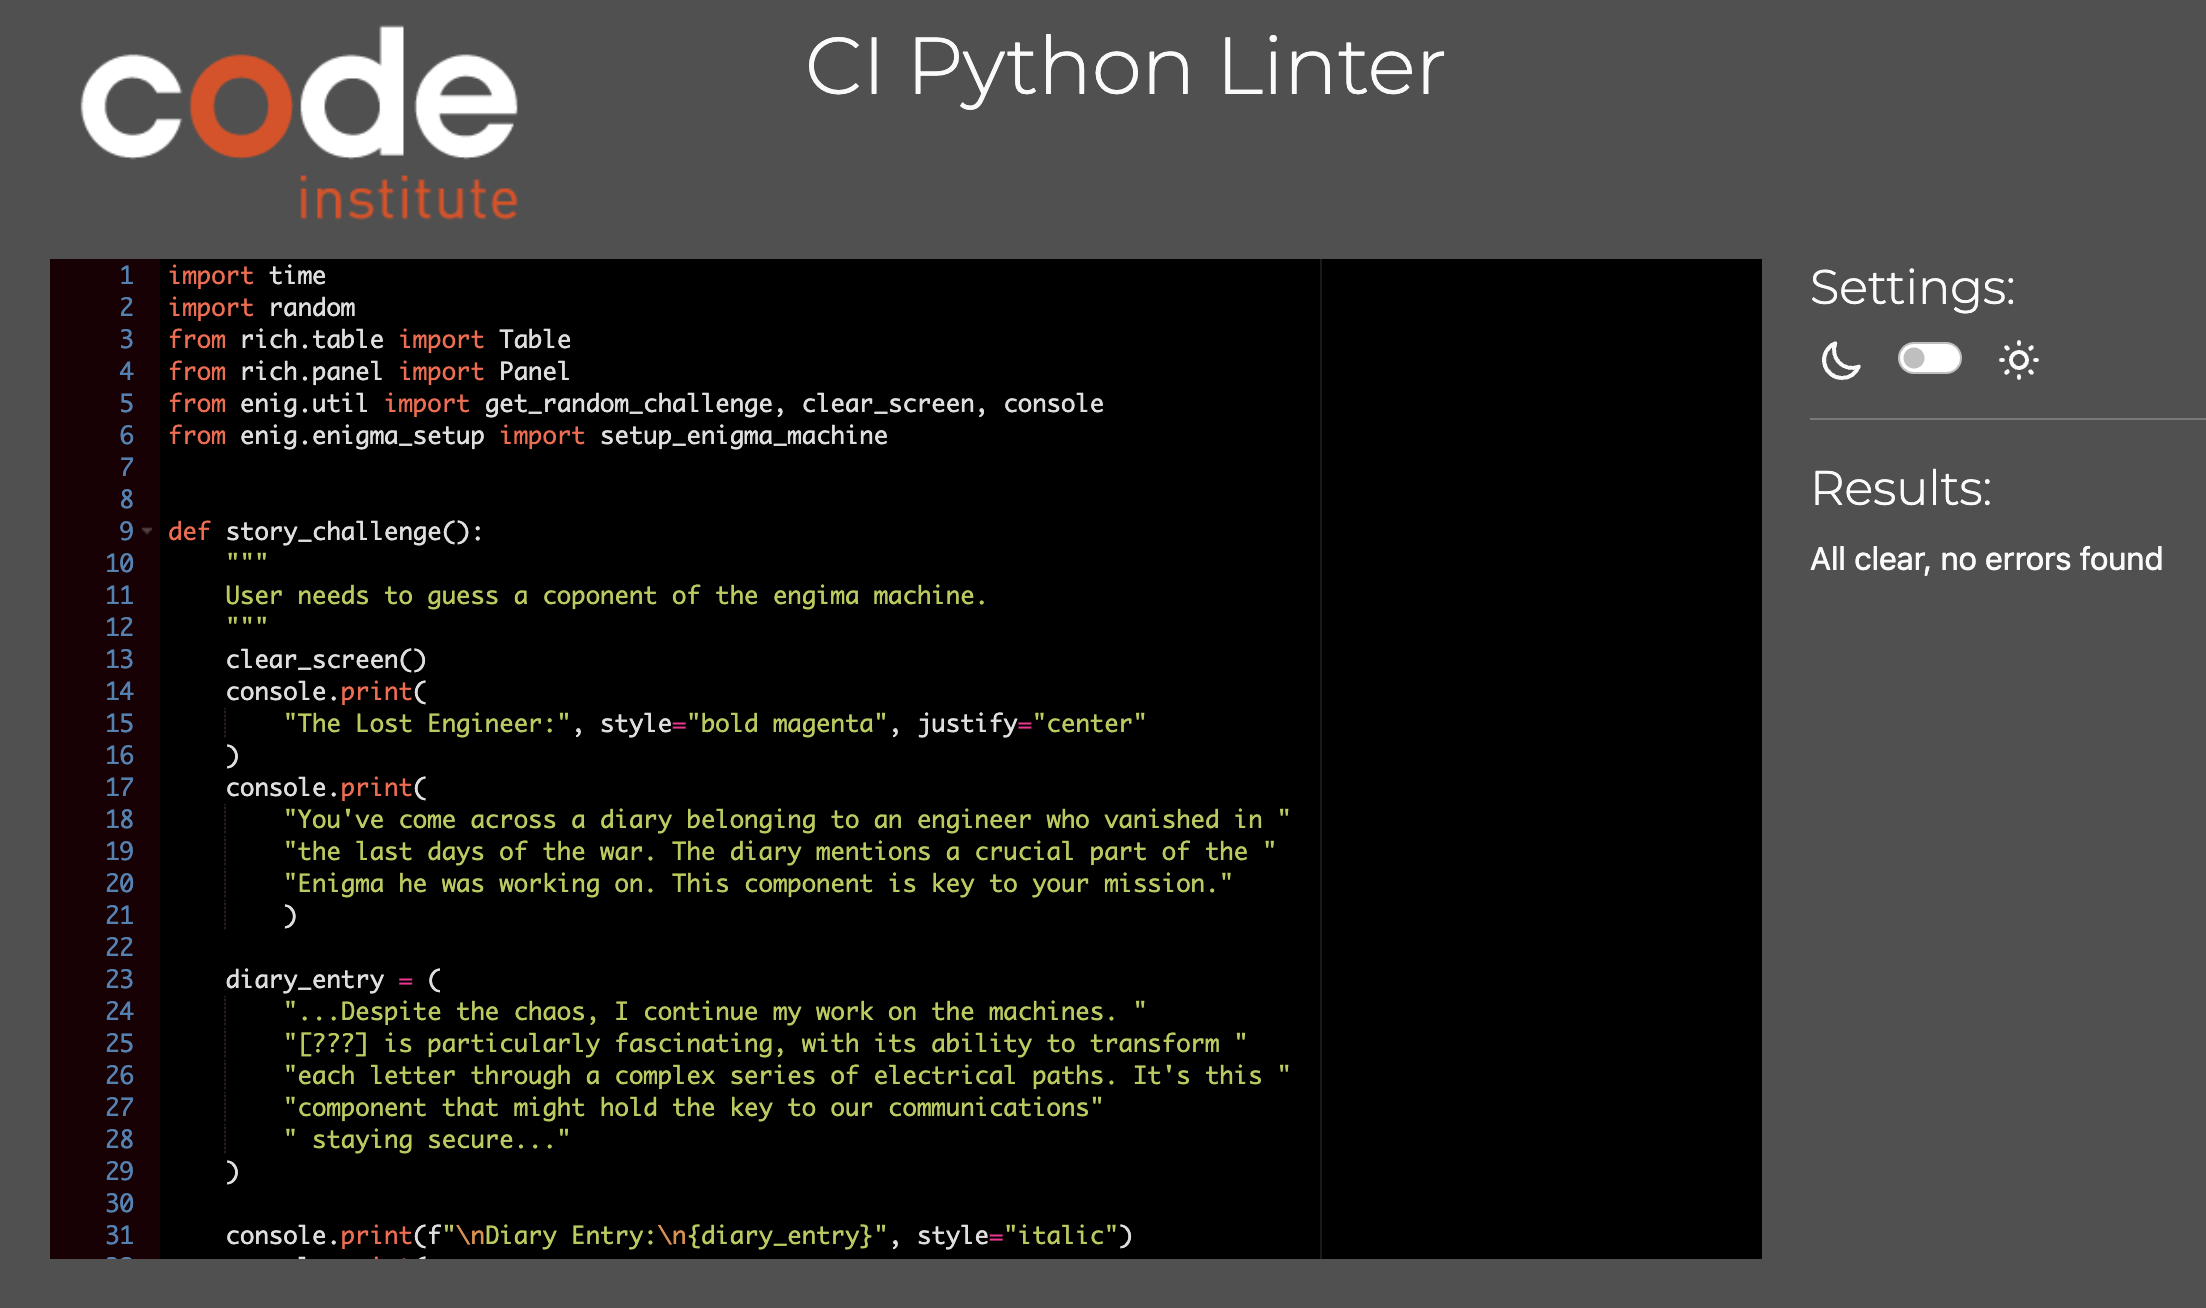 code
institute
CI Python Linter
1 import time
2 import random
3 from rich.table import Table
4 from rich.panel import Panel
5 from enig.util import get_random_challenge, clear_screen, console
6 from enig.enigma_setup import setup_enigma_machine
7
8
9 def story_challenge():
10     """
11     User needs to guess a coponent of the engima machine.
12     """
13     clear_screen()
14     console.print(
15         "The Lost Engineer:", style="bold magenta", justify="center"
16     )
17     console.print(
18         "You've come across a diary belonging to an engineer who vanished in "
19         "the last days of the war. The diary mentions a crucial part of the "
20         "Enigma he was working on. This component is key to your mission."
21         )
22
23     diary_entry = (
24         "...Despite the chaos, I continue my work on the machines. "
25         "[???] is particularly fascinating, with its ability to transform "
26         "each letter through a complex series of electrical paths. It's this "
27         "component that might hold the key to our communications"
28         " staying secure..."
29     )
30
31     console.print(f"\nDiary Entry:\n{diary_entry}", style="italic")
Settings:
Results:
All clear, no errors found